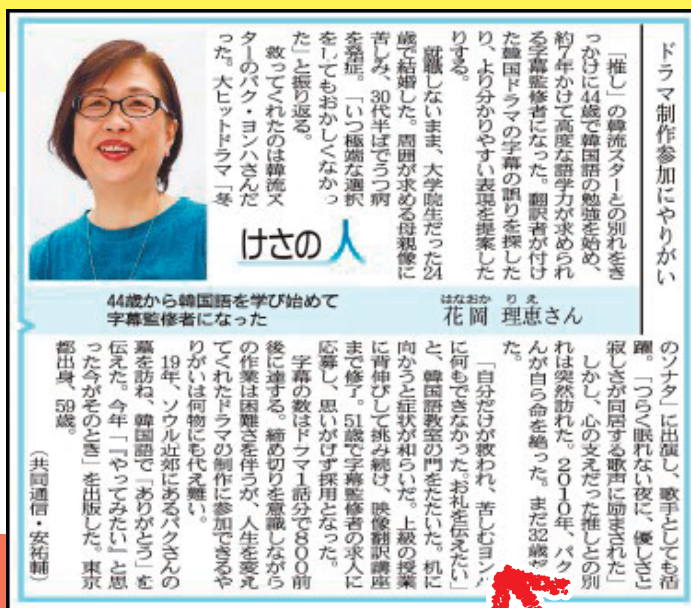 ドラマ制作参加にやりがい
「推し」の韓流スターとの別れをき
っかけに44歳で韓国語の勉強を始め、
約7年かけて高度な語学力が求められ
る字幕監修者になった。翻訳者が付け
た韓国ドラマの字幕の誤りを探した
り、より分かりやすい表現を提案した
りする。
就職しないまま、大学院生だった24
歳で結婚した。周囲が求める母親像に
苦しみ、30代半ばでうつ病
を発症。「いつ極端な選択
をしてもおかしくなかっ
た」と振り返る。
救ってくれたのは韓流ス
ターのパク・ヨンハさんだ
った。大ヒットドラマ「冬
けさの人
はなおか りえ
花岡 理恵さん
44歳から韓国語を学び始めて
字幕監修者になった
のソナタ」に出演し、歌手としても活
躍。「つらく眠れない夜に、優しさと
寂しさが同居する歌声に励まされた」
しかし、心の支えだった推しとの別
れは突然訪れた。2010年、パク
んが自ら命を絶った。まだ32歳だ
た。
「自分だけが救われ、苦しむヨンハ
に何もできなかった。お礼を伝えたい」
と、韓国語教室の門をたたいた。机に
向かうと症状が和らいだ。上級の授業
に背伸びして挑み続け、映像翻訳講座
まで修了。51歳で字幕監修者の求人に
応募し、思いがけず採用となった。
字幕の数はドラマ1話分で800前
後に達する。締め切りを意識しながら
の作業は困難さを伴うが、人生を変え
てくれたドラマの制作に参加できるや
りがいは何物にも代え難い。
19年、ソウル近郊にあるパクさんの
墓を訪ね、韓国語で「ありがとう」を
伝えた。今年「『やってみたい』と思
った今がそのとき」を出版した。東京
都出身、59歳。
（共同通信・安祐輔）